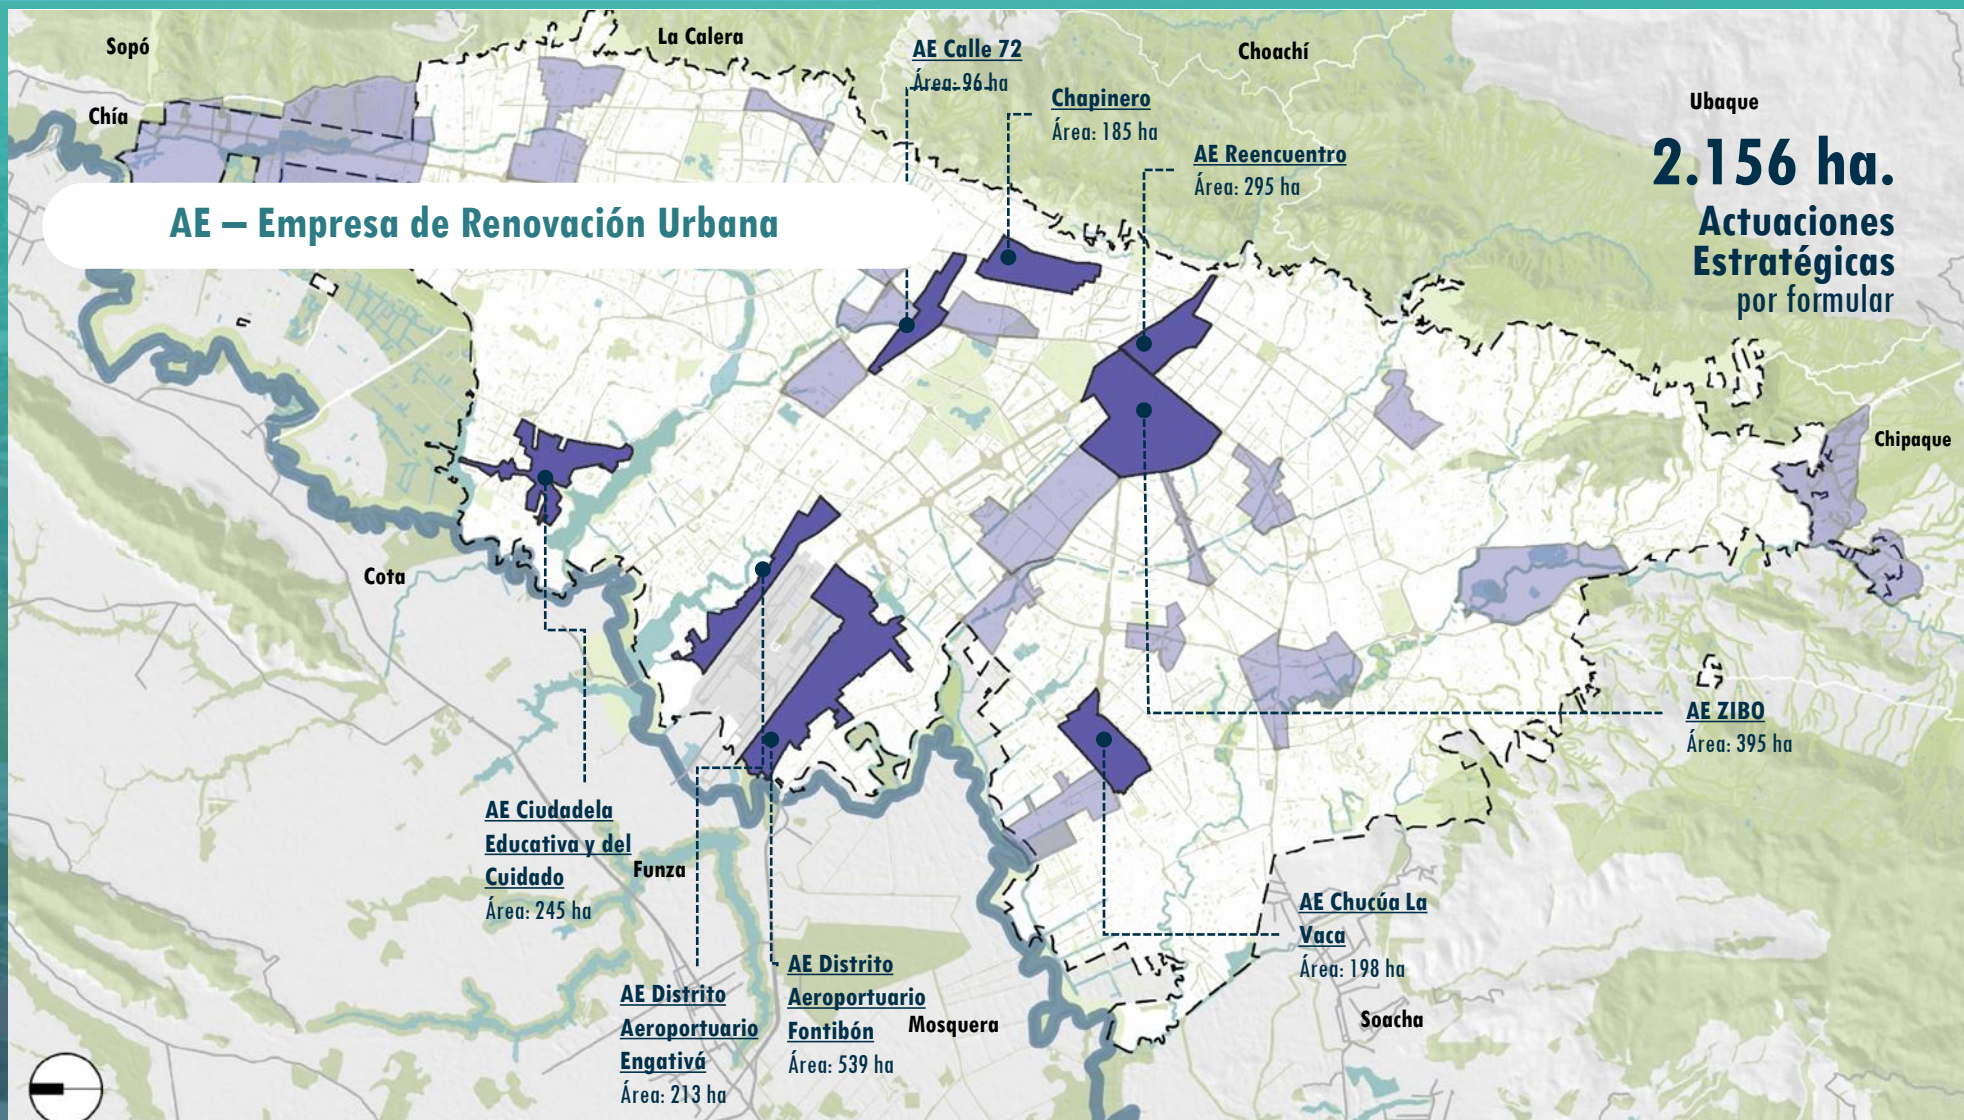 Sopó
La Calera
AE Calle 72
Área: 96 ha
Choachí
Chía
Chapinero
Área: 185 ha
Ubaque
AE Reencuentro
Área: 295 ha
2.156 ha.
Actuaciones
Estratégicas
por formular
AE – Empresa de Renovación Urbana
Chipaque
Cota
AE ZIBO
Área: 395 ha
AE Ciudadela
Educativa y del
Cuidado
Área: 245 ha
Funza
AE Chucúa La
Vaca
Área: 198 ha
AE Distrito
Aeroportuario
Engativá
Área: 213 ha
AE Distrito
Aeroportuario
Fontibón
Área: 539 ha
Mosquera
Soacha